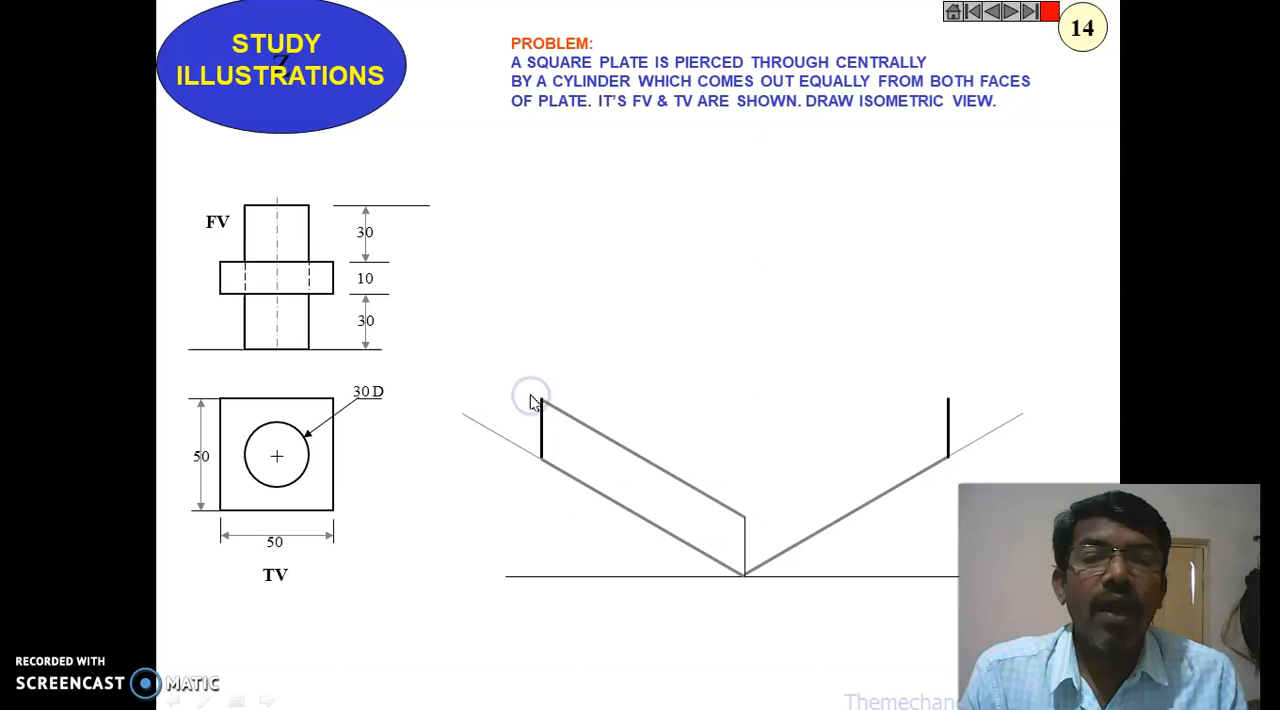 STUDY
ILLUSTRATIONS
Z
14
PROBLEM:
A SQUARE PLATE IS PIERCED THROUGH CENTRALLY
BY A CYLINDER WHICH COMES OUT EQUALLY FROM BOTH FACES
OF PLATE. IT’S FV & TV ARE SHOWN. DRAW ISOMETRIC VIEW.
FV
30
10
30
30 D
50
50
TV
RECORDED WITH
SCREENCAST MATIC
Themechan